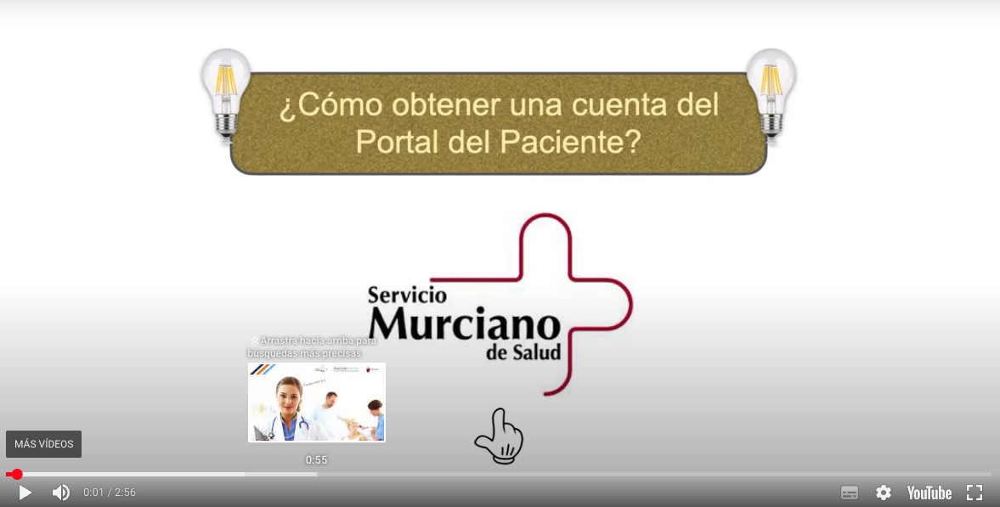 ¿Cómo obtener una cuenta del
Portal del Paciente?
Servicio
Murciano
de Salud
Arrastra hacia arriba para
búsquedas más precisas
0:55
MÁS VÍDEOS
0:01 / 2:56
YouTube